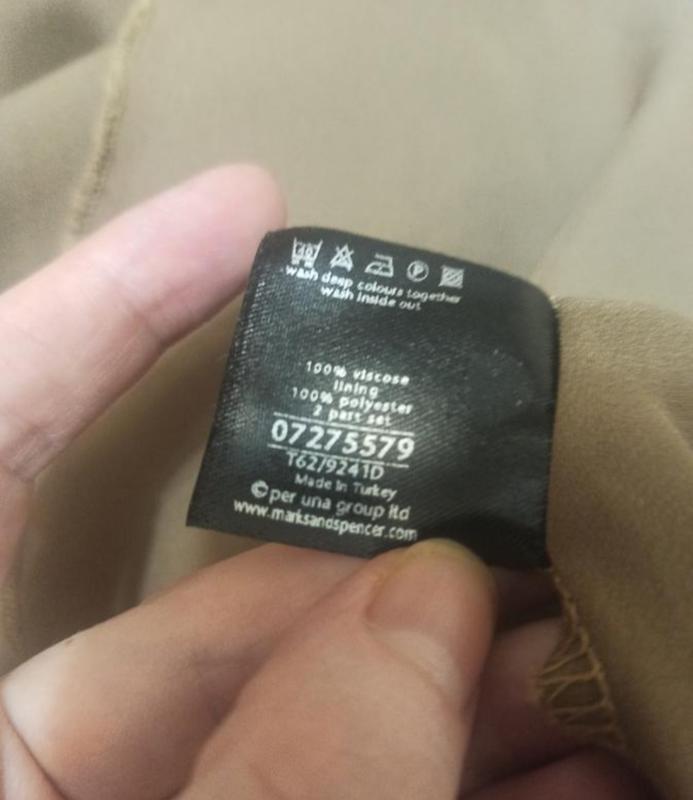 40 P
wash deep colours together
wash inside out
100% viscose
lining
100% polyester
2 part set
07275579
T62/9241D
Made In Turkey
©per una group ltd
www.marksandspencer.com